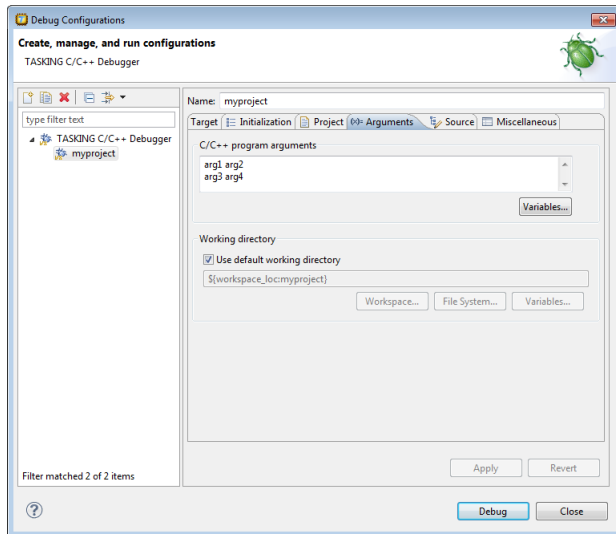 Debug Configurations
Create, manage, and run configurations
TASKING C/C++ Debugger
type filter text
TASKING C/C++ Debugger
myproject
Filter matched 2 of 2 items
Name: myproject
Target Initialization Project (x)= Arguments Source Miscellaneous
C/C++ program arguments
arg1 arg2
arg3 arg4
Variables...
Working directory
Use default working directory
${workspace_loc:myproject}
Workspace... File System... Variables...
Apply Revert
? Debug Close